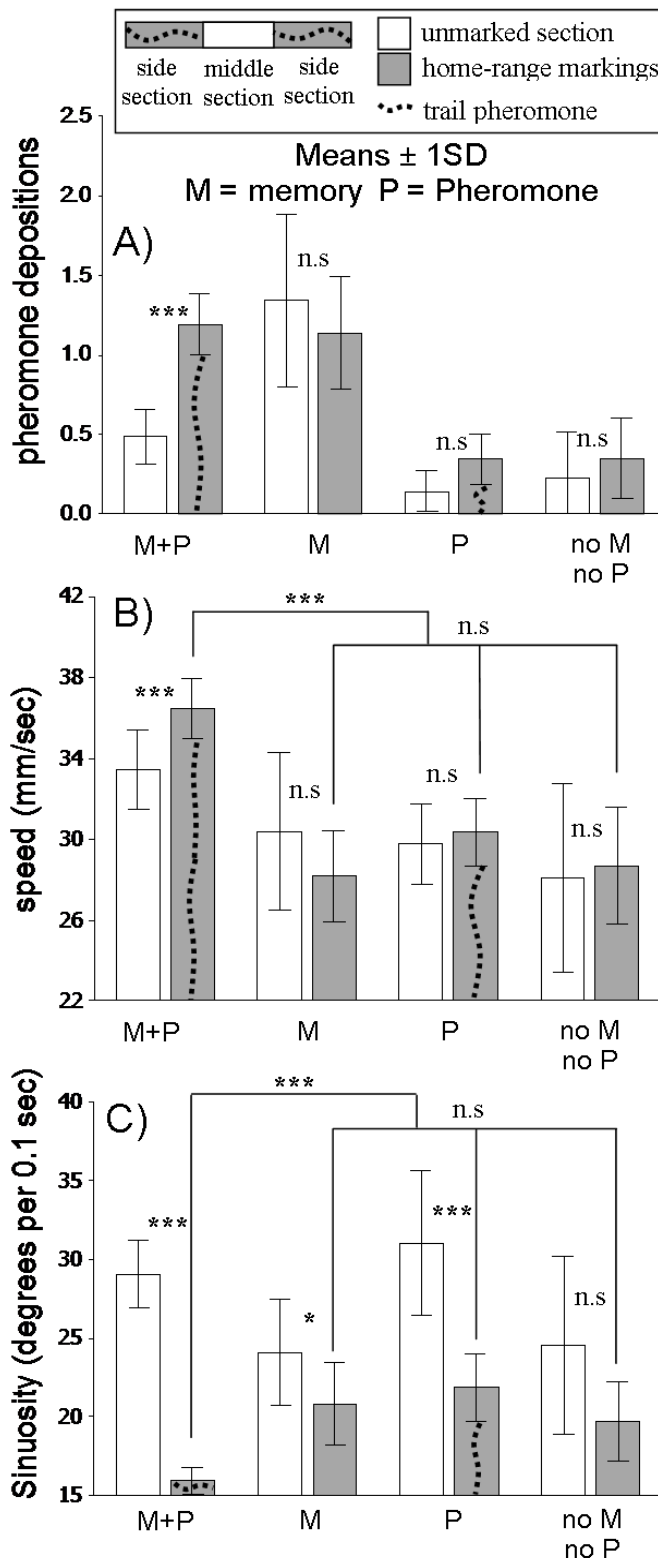 unmarked section
home-range markings
trail pheromone
side section
middle section
side section
Means ± 1SD
M = memory P = Pheromone
A)
pheromone depositions
2.5
2.0
1.5
1.0
0.5
0.0
***
n.s
n.s
n.s
M+P
M
P
no M
no P
B)
speed (mm/sec)
42
38
34
30
26
22
***
n.s
***
n.s
n.s
n.s
M+P
M
P
no M
no P
C)
Sinuosity (degrees per 0.1 sec)
40
35
30
25
20
15
***
n.s
***
*
***
n.s
M+P
M
P
no M
no P